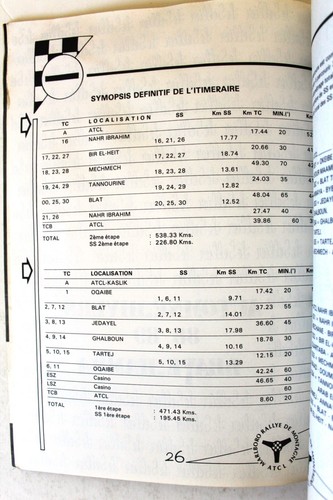 SYMOPSIS DEFINITIF DE L'ITIMERAIRE
TC LOCALISATION SS Km SS Km TC MIN.(')
A ATCL
16 NAHR IBRAHIM 16, 21, 26 17.77 17.44 20
17, 22, 27 BIR EL-HEIT 17, 22, 27 18.74 20.66 30
18, 23, 28 MECHMECH 18, 23, 28 13.61 49.30 70
19, 24, 29 TANNOURINE 19, 24, 29 12.82 24.03 35
00, 25, 30 BLAT 20, 25, 30 12.52 48.04 65
21, 26 NAHR IBRAHIM 27.47 40
TCB ATCL 39.86 60
TOTAL 2ème étape : 538.33 Kms.
SS 2ème étape : 226.80 Kms.
TC LOCALISATION SS Km SS Km TC MIN.(')
A ATCL-KASLIK
1 OQAIBE 1, 6, 11 9.71 17.42 20
2, 7, 12 BLAT 2, 7, 12 14.01 37.23 55
3, 8, 13 JEDAYEL 3, 8, 13 17.98 36.60 45
4, 9, 14 GHALBOUN 4, 9, 14 10.16 18.78 30
5, 10, 15 TARTEJ 5, 10, 15 13.29 12.15 20
6, 11 OQAIBE 42.24 60
ESZ Casino 46.65 40
LSZ Casino 60
TCB ATCL 8.60 20
TOTAL 1ère étape : 471.43 Kms.
SS 1ère étape : 195.45 Kms.
26
MARLBORO RALLYE DE MONTAGNE
ATCL